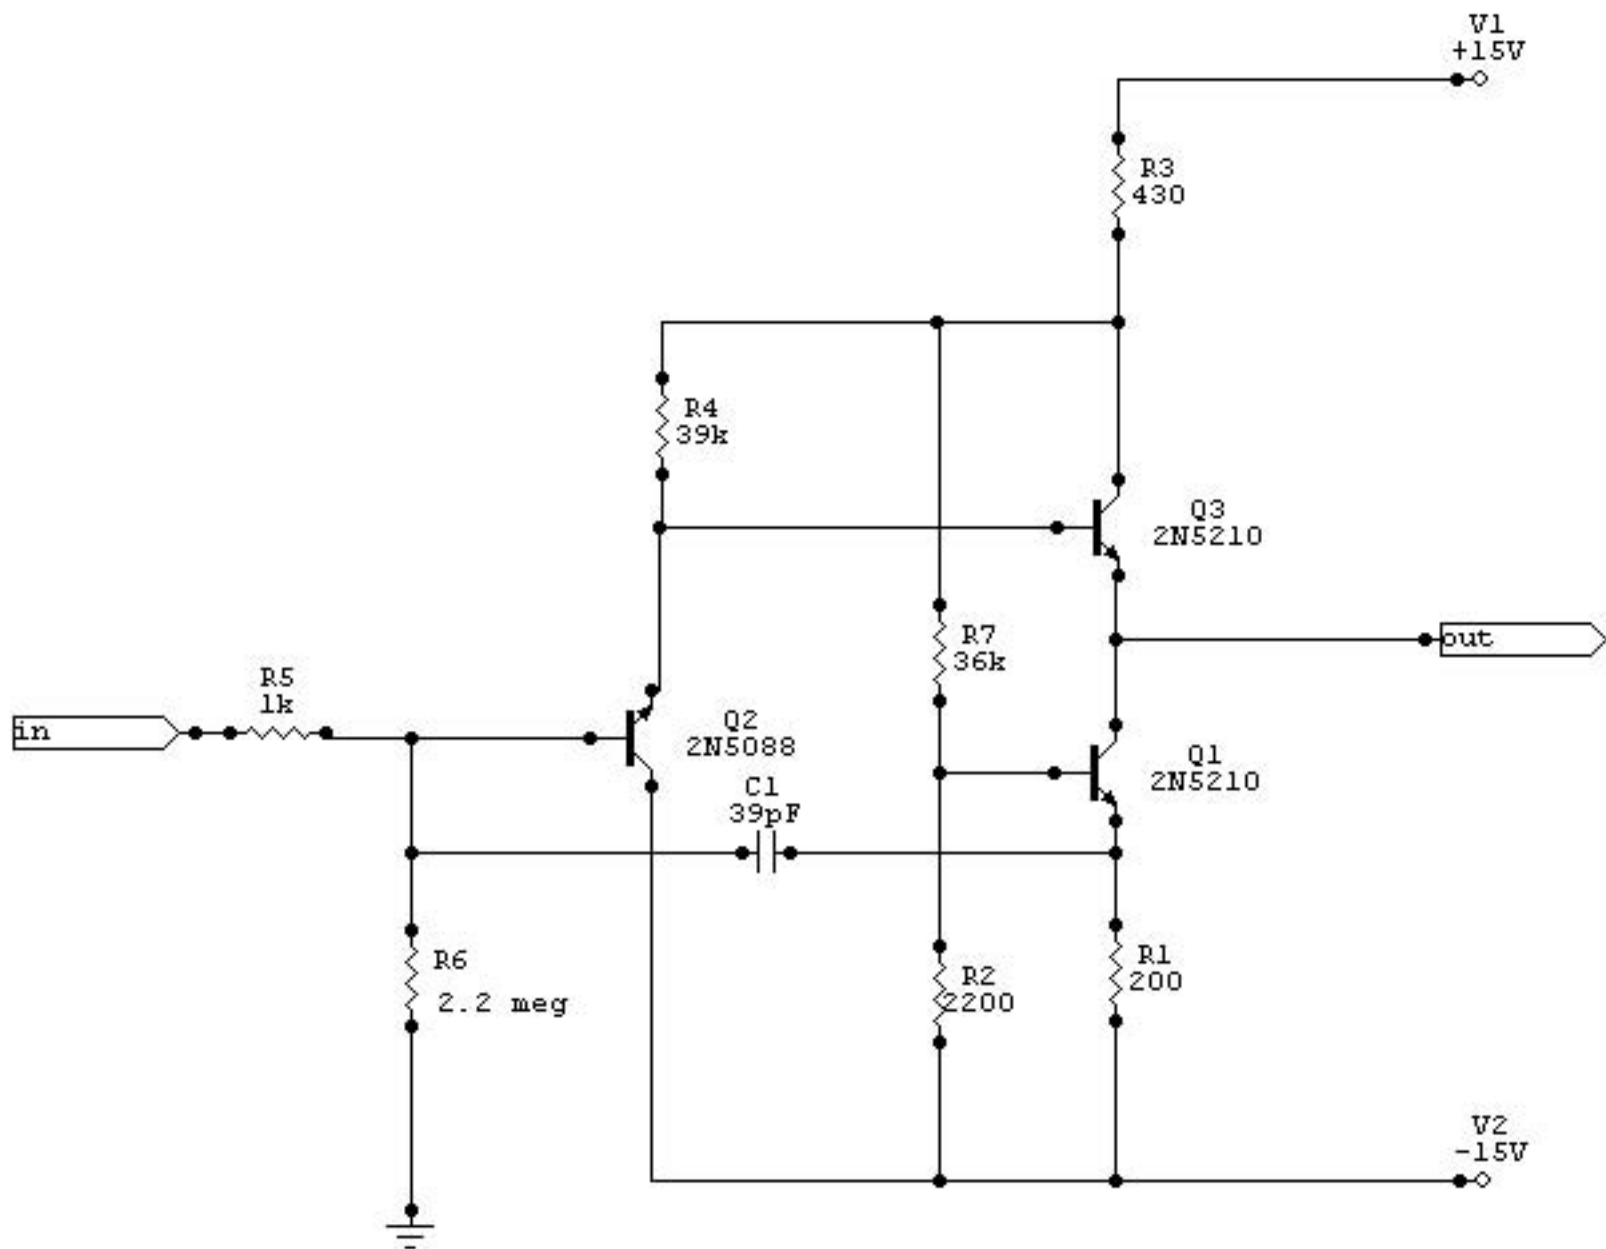 V1
+15V
R3
430
R4
39k
Q3
2N5210
R7
36k
out
R5
1k
in
Q2
2N5088
Q1
2N5210
C1
39pF
R6
2.2 meg
R2
2200
R1
200
V2
-15V